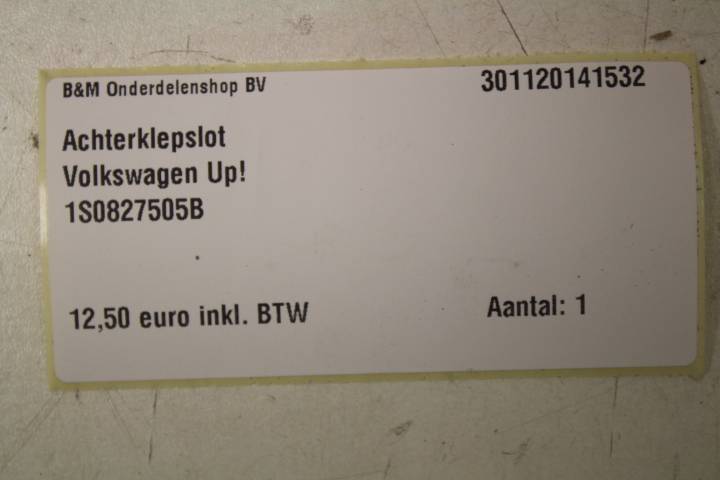 B&M Onderdelenshop BV
301120141532
Achterklepslot
Volkswagen Up!
1S0827505B
12,50 euro inkl. BTW
Aantal: 1